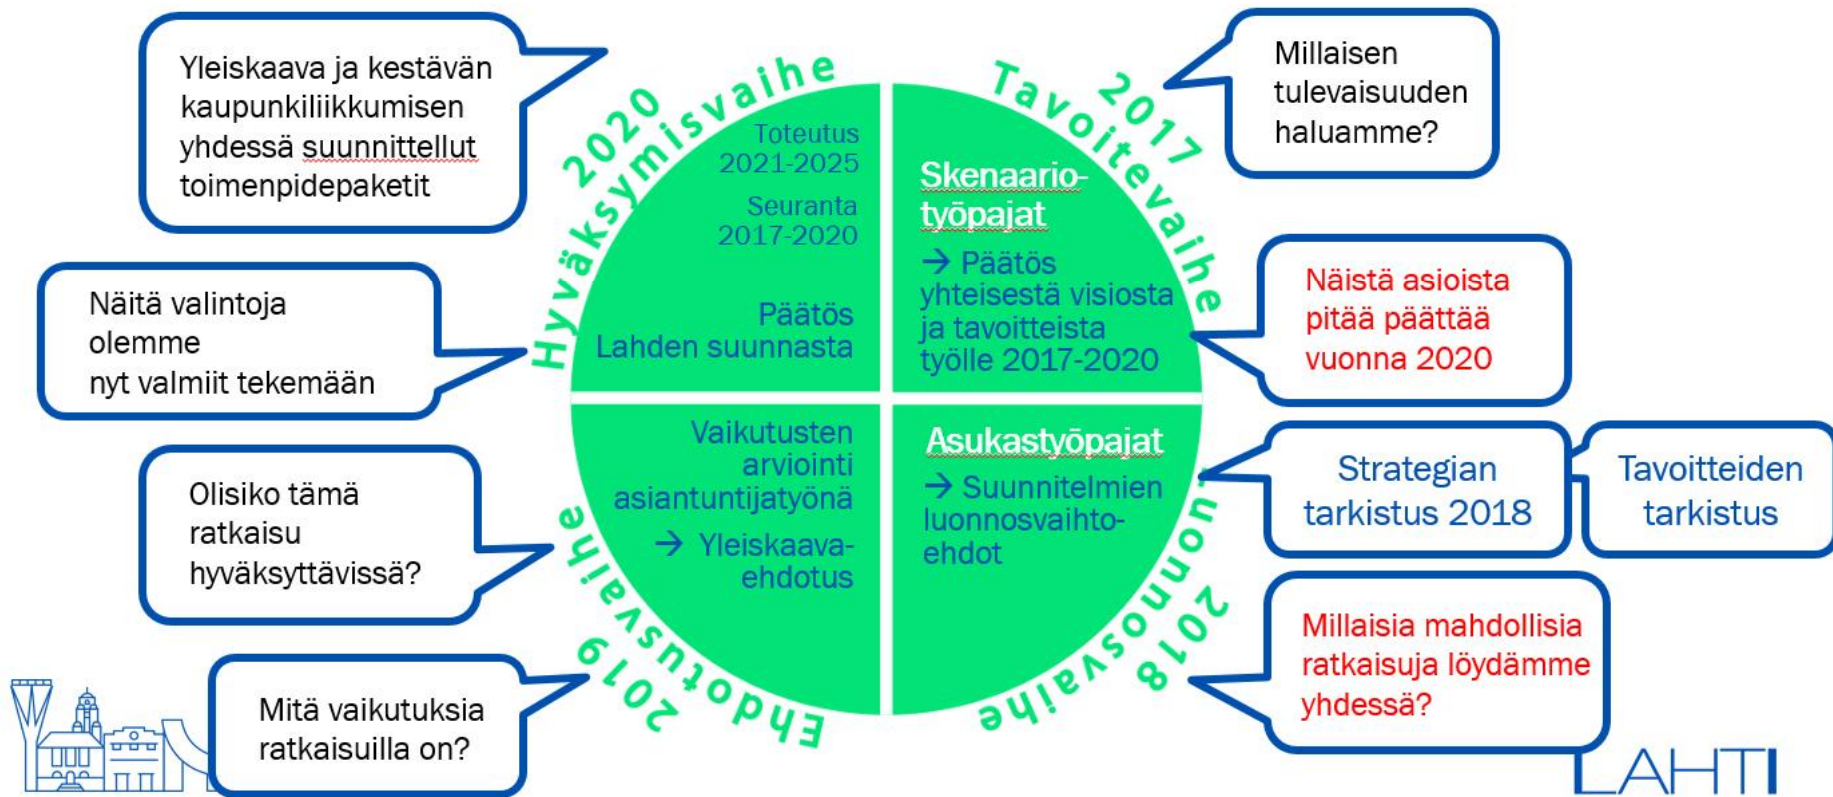 Yleiskaava ja kestävän
kaupunkiliikkumisen
yhdessä suunnittellut
toimenpidepaketit
Näitä valintoja
olemme
nyt valmiit tekemään
Olisiko tämä
ratkaisu
hyväksyttävissä?
Mitä vaikutuksia
ratkaisuilla on?
2020
Hyväksymisvaihe
Toteutus
2021-2025
Seuranta
2017-2020
Päätös
Lahden suunnasta
2017
Tavoitevaihe
Skenaario-
työpajat
→ Päätös
yhteisestä visiosta
ja tavoitteista
työlle 2017-2020
Vaikutusten
arviointi
asiantuntijatyönä
→ Yleiskaava-
ehdotus
2019
Ehdotusvaihe
Asukastyöpajat
→ Suunnitelmien
luonnosvaihto-
ehdot
2018
uonnosvaihe
Millaisen
tulevaisuuden
haluamme?
Näistä asioista
pitää päättää
vuonna 2020
Strategian
tarkistus 2018
Tavoitteiden
tarkistus
Millaisia mahdollisia
ratkaisuja löydämme
yhdessä?
LAHTI